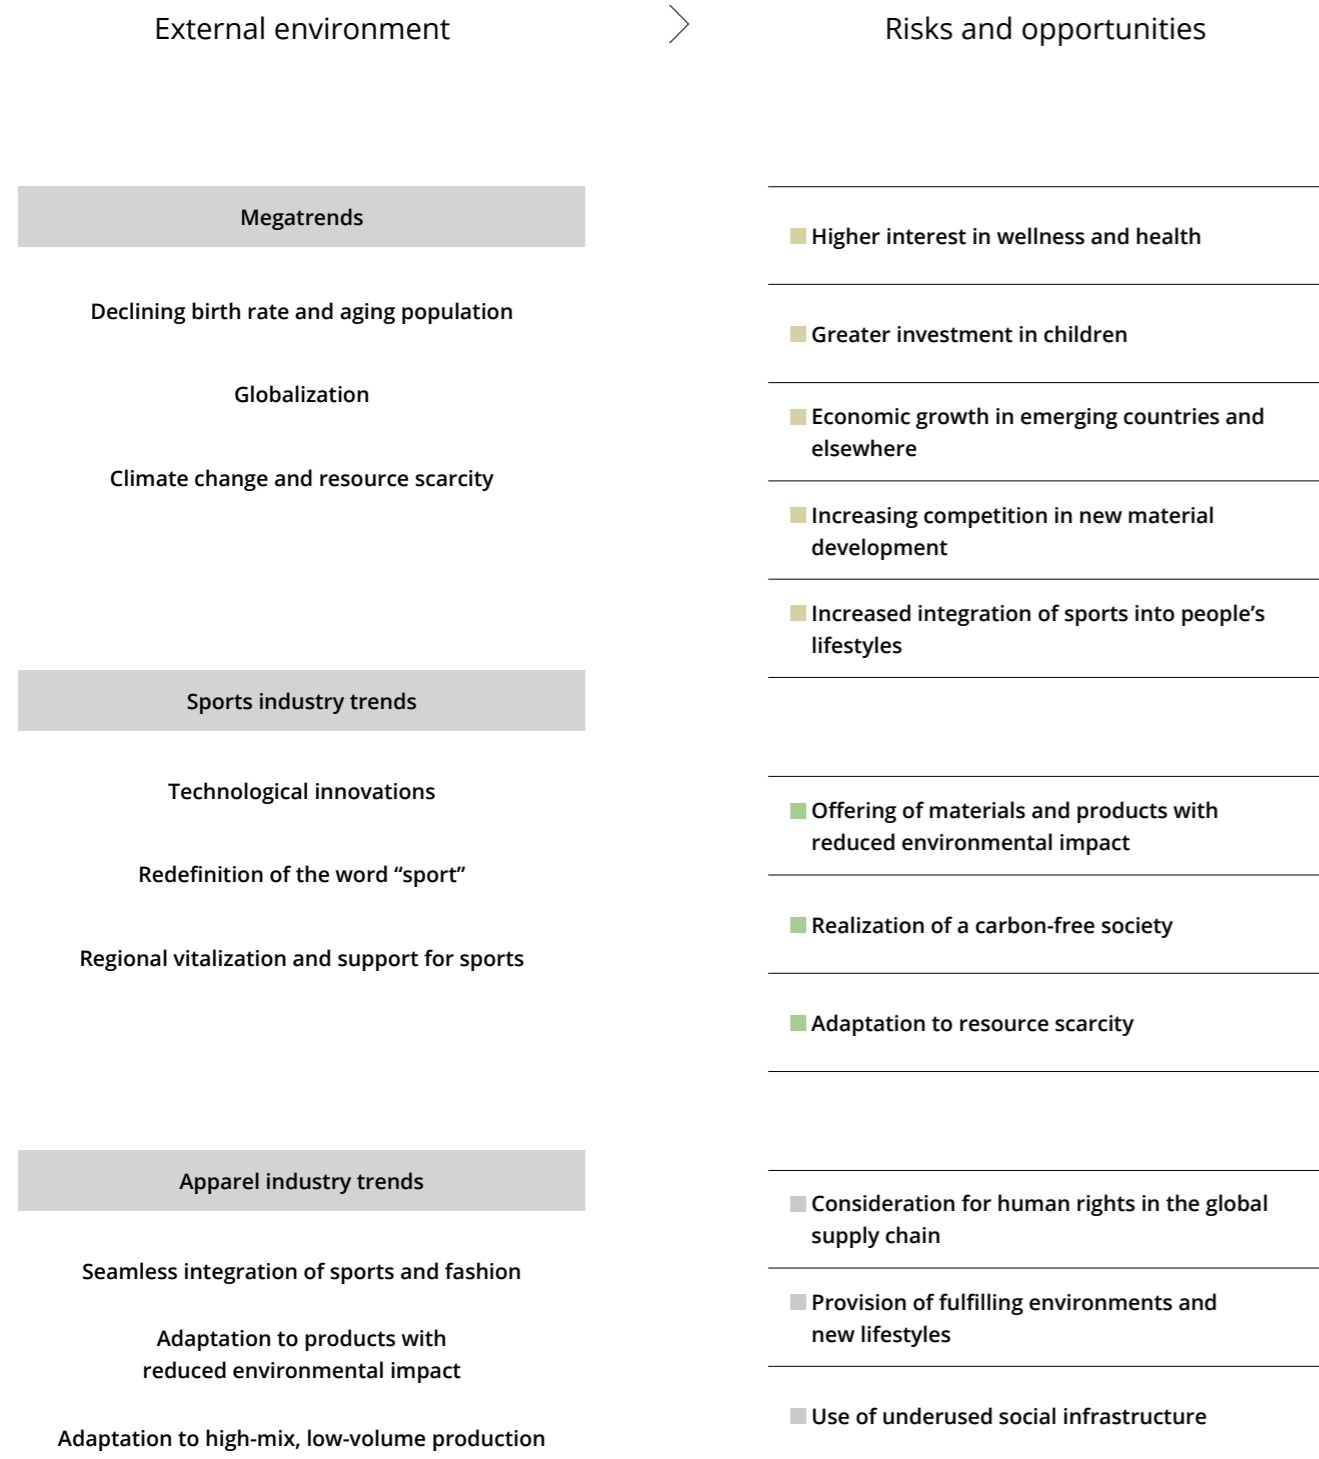 External environment
Risks and opportunities
Megatrends
Declining birth rate and aging population
Globalization
Climate change and resource scarcity
Sports industry trends
Technological innovations
Redefinition of the word “sport”
Regional vitalization and support for sports
Apparel industry trends
Seamless integration of sports and fashion
Adaptation to products with
reduced environmental impact
Adaptation to high-mix, low-volume production
Higher interest in wellness and health
Greater investment in children
Economic growth in emerging countries and
elsewhere
Increasing competition in new material
development
Increased integration of sports into people’s
lifestyles
Offering of materials and products with
reduced environmental impact
Realization of a carbon-free society
Adaptation to resource scarcity
Consideration for human rights in the global
supply chain
Provision of fulfilling environments and
new lifestyles
Use of underused social infrastructure